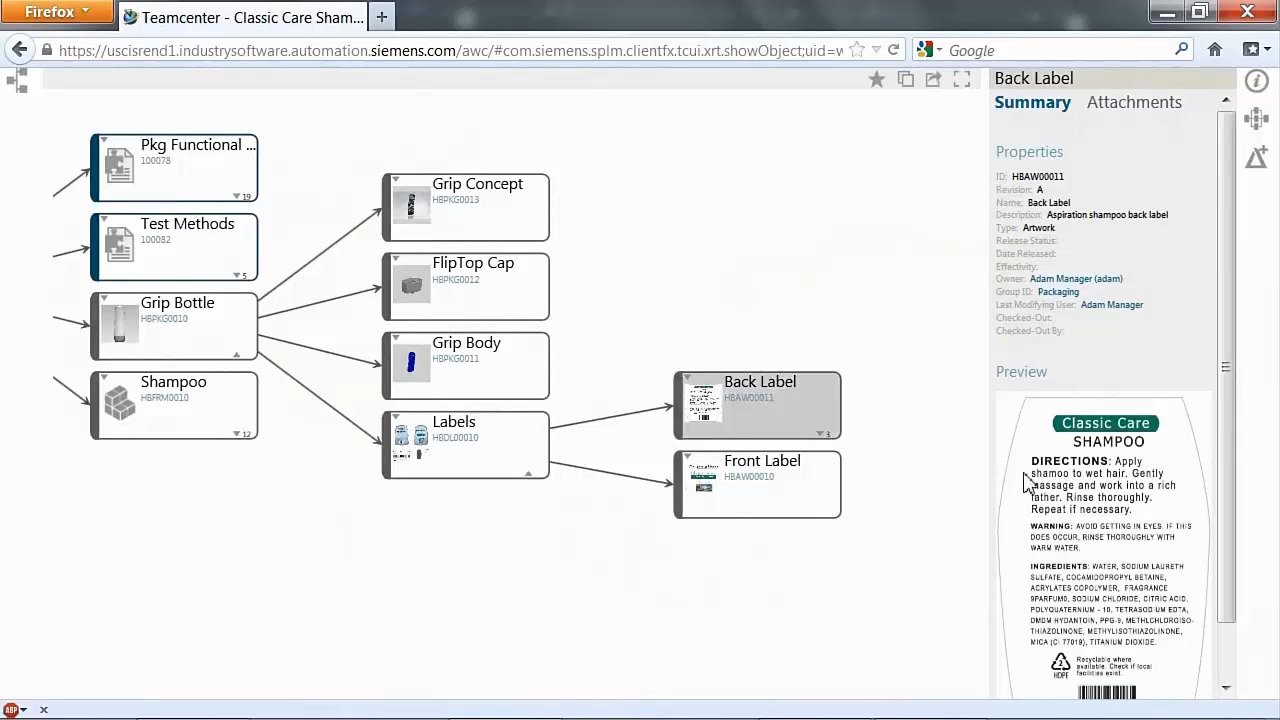 Firefox
Teamcenter - Classic Care Sham...
https://uscisrend1.industrysoftware.automation.siemens.com/awc/#com.siemens.splm.clientfx.tcui.xrt.showObject;uid=w
Google
Pkg Functional ...
100078
19
Test Methods
100082
5
Grip Bottle
HBPKG0010
Shampoo
HBFRM0010
12
Grip Concept
HBPKG0013
FlipTop Cap
HBPKG0012
Grip Body
HBPKG0011
Labels
HBDL00010
Back Label
HBAW00011
3
Front Label
HBAW00010
Back Label
Summary Attachments
Properties
ID: HBAW00011
Revision: A
Name: Back Label
Description: Aspiration shampoo back label
Type: Artwork
Release Status:
Date Released:
Effectivity:
Owner: Adam Manager (adam)
Group ID: Packaging
Last Modifying User: Adam Manager
Checked-Out:
Checked-Out By:
Preview
Classic Care
SHAMPOO
DIRECTIONS: Apply
shamoo to wet hair. Gently
massage and work into a rich
lather. Rinse thoroughly.
Repeat if necessary.
WARNING: AVOID GETTING IN EYES. IF THIS
DOES OCCUR, RINSE THOROUGHLY WITH
WARM WATER.
INGREDIENTS: WATER, SODIUM LAURETH
SULFATE, COCAMIDOPROPYL BETAINE,
ACRYLATES COPOLYMER, FRAGRANCE
9PARFUM0, SODIUM CHLORIDE, CITRIC ACID,
POLYQUATERNIUM - 10, TETRASODIUM EDTA,
DMDM HYDANTOIN, PPG-9, METHLCHLOROISO-
THIAZOLINONE, METHYLISOTHIAZOLINONE,
MICA (CI 77019), TITANIUM DIOXIDE.
2
HDPE
Recyclable where
available. Check if local
facilities exist.
ABP